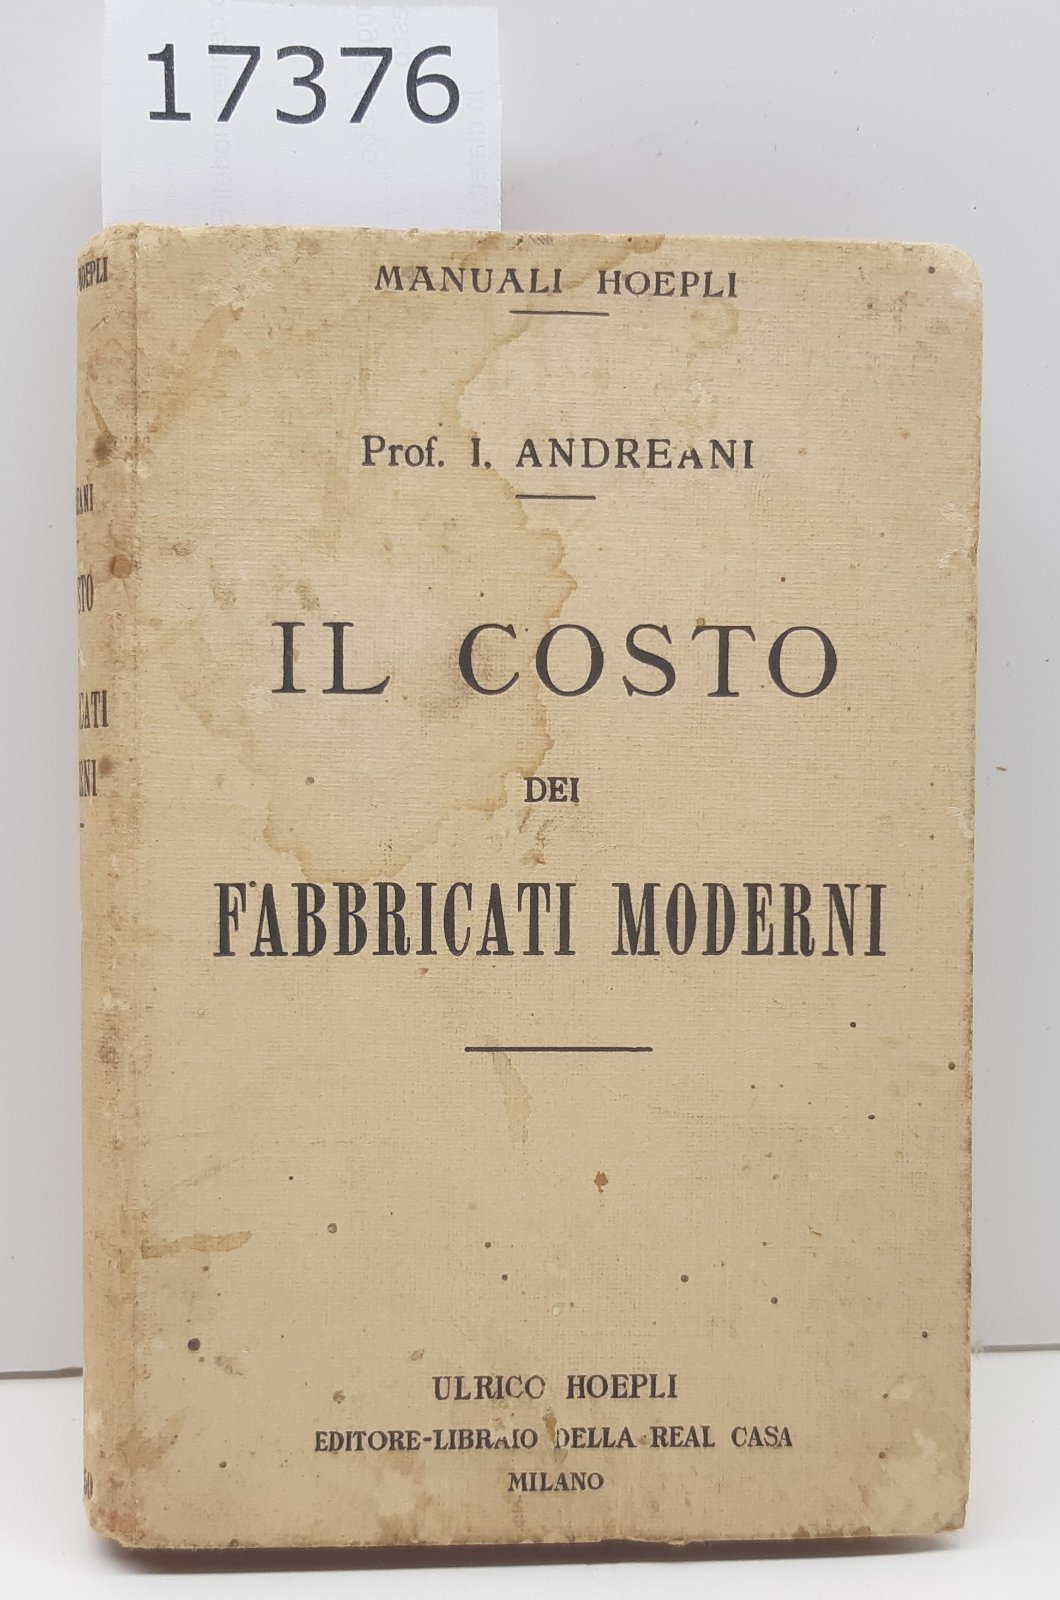 17376
MANUALI HOEPLI
Prof. I. ANDREANI
IL COSTO
DEI
FABBRICATI MODERNI
ULRICO HOEPLI
EDITORE-LIBRAIO DELLA REAL CASA
MILANO